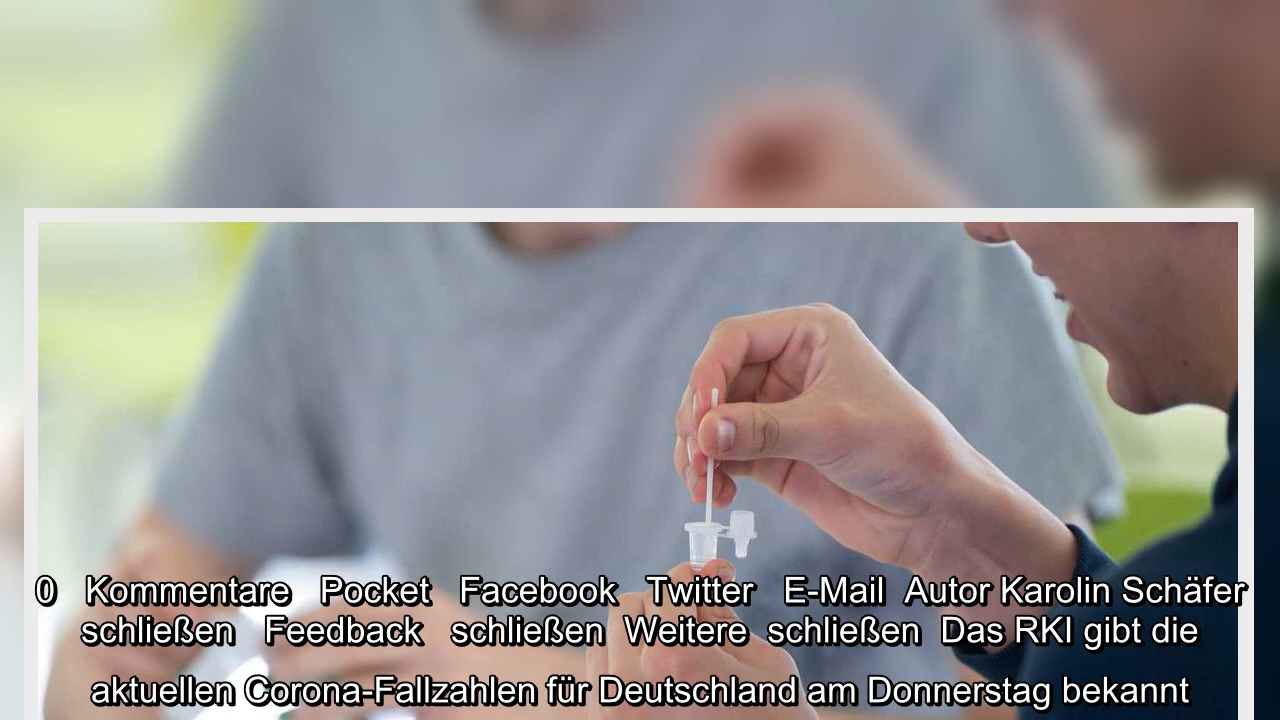 0 Kommentare Pocket Facebook Twitter E-Mail Autor Karolin Schäfer
schließen Feedback schließen Weitere schließen Das RKI gibt die
aktuellen Corona-Fallzahlen für Deutschland am Donnerstag bekannt